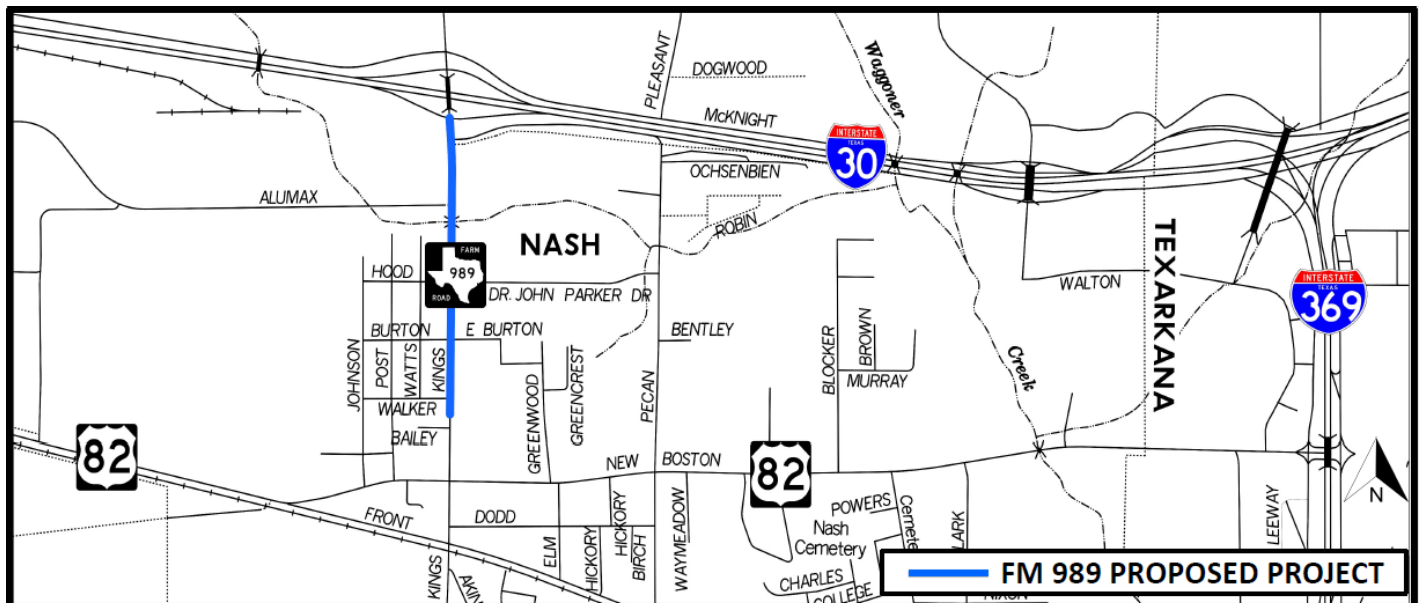 PLEASANT
DOGWOOD
Waggoner
McKNIGHT
INTERSTATE
TEXAS
30
OCHSENBIEN
ALUMAX
ROBIN
NASH
TEXARKANA
FARM
989
ROAD
HOOD
DR. JOHN PARKER DR
WALTON
INTERSTATE
TEXAS
369
BURTON
E BURTON
BENTLEY
JOHNSON
POST
WATTS
KINGS
GREENWOOD
GREENCREST
PECAN
BLOCKER
BROWN
MURRAY
Creek
WALKER
BAILEY
82
NEW BOSTON
82
N
FRONT
DODD
ELM
HICKORY
HICKORY
BIRCH
WAYMEADOW
POWERS
Nash
Cemetery
Cemete
LARK
LEEWAY
KINGS
AKIN
CHARLES
COLLEGE
FM 989 PROPOSED PROJECT